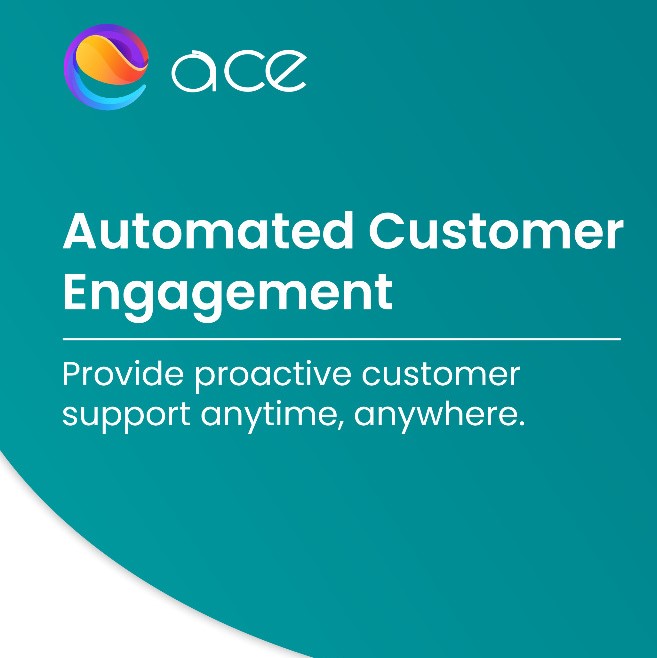 ace
Automated Customer
Engagement
Provide proactive customer
support anytime, anywhere.